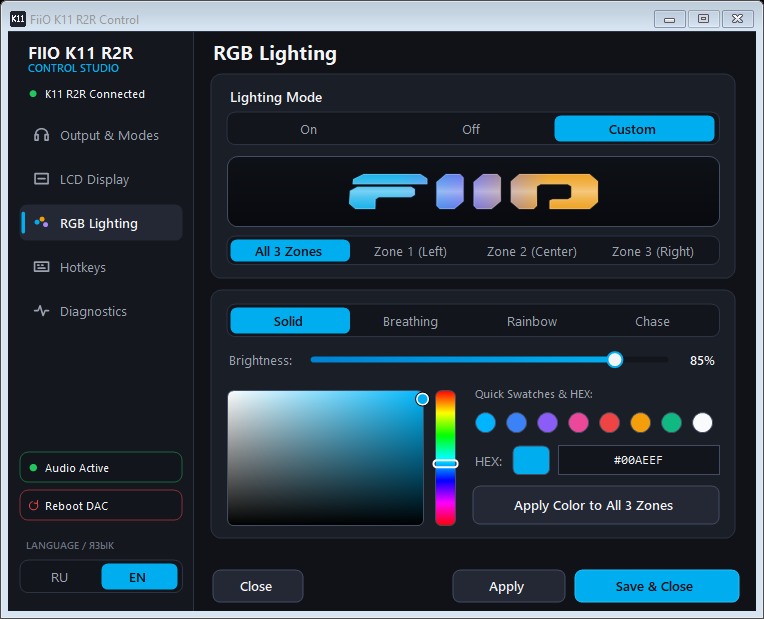 K11 FiiO K11 R2R Control
FIIO K11 R2R
CONTROL STUDIO
K11 R2R Connected
Output & Modes
LCD Display
RGB Lighting
Hotkeys
Diagnostics
Audio Active
Reboot DAC
LANGUAGE / ЯЗЫК
RU EN
RGB Lighting
Lighting Mode
On Off Custom
FIIO
All 3 Zones Zone 1 (Left) Zone 2 (Center) Zone 3 (Right)
Solid Breathing Rainbow Chase
Brightness: 85%
Quick Swatches & HEX:
HEX: #00AEEF
Apply Color to All 3 Zones
Close Apply Save & Close